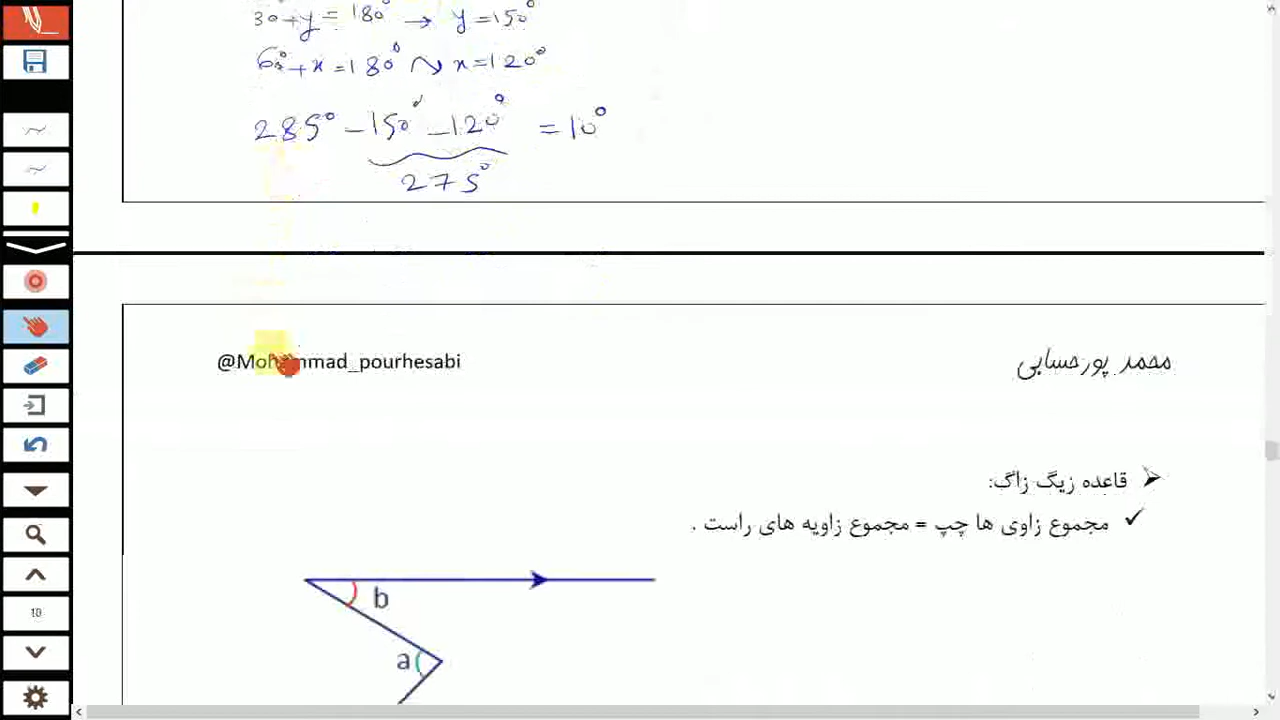 30+y=180° → y=150°
60°+x=180° ⤳ x=120°
285° -150° -120° =10°
275°
@Mohammad_pourhesabi
محمد پورحسابی
قاعده زیگ زاگ:
مجموع زاوی ها چپ = مجموع زاویه های راست .
b
a
10